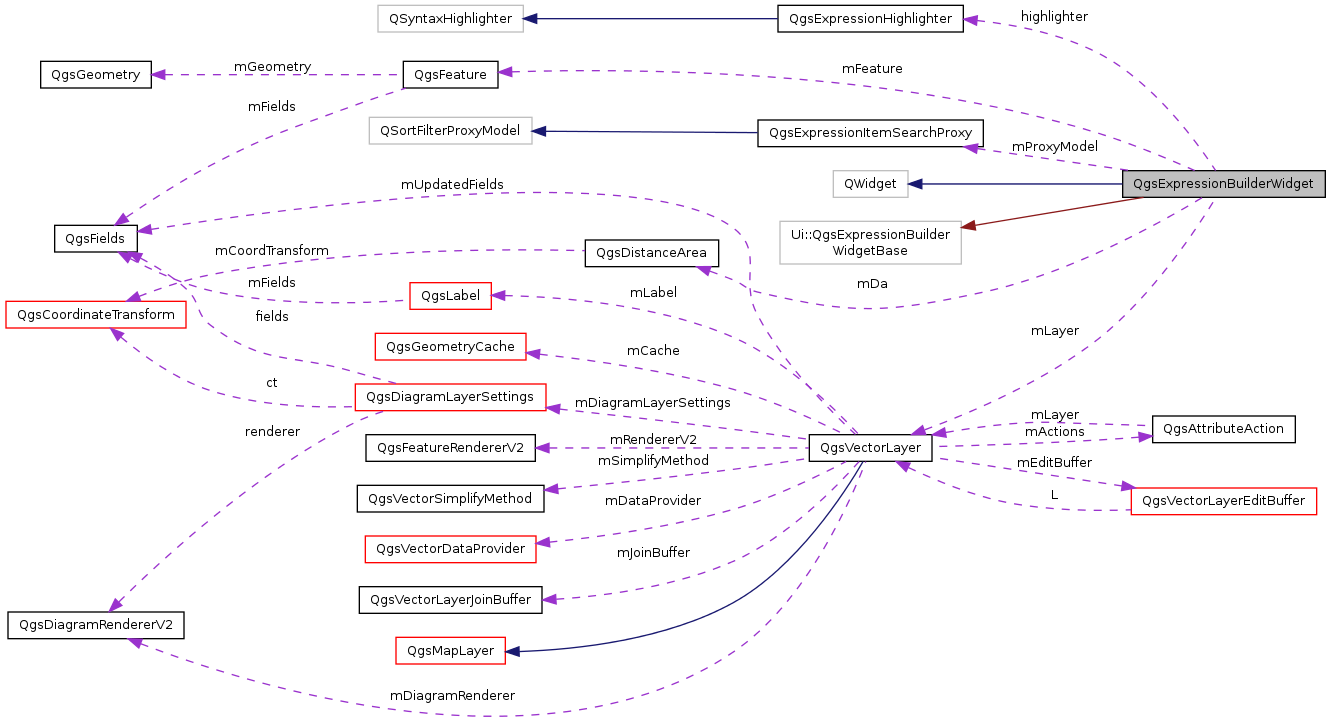 QSyntaxHighlighter
QgsExpressionHighlighter
highlighter
QgsGeometry
mGeometry
QgsFeature
mFeature
mFields
QSortFilterProxyModel
QgsExpressionItemSearchProxy
mProxyModel
QWidget
QgsExpressionBuilderWidget
mUpdatedFields
QgsFields
Ui::QgsExpressionBuilder
WidgetBase
mCoordTransform
QgsDistanceArea
mFields
QgsLabel
mLabel
mDa
QgsCoordinateTransform
fields
mLayer
QgsGeometryCache
mCache
ct
QgsDiagramLayerSettings
mDiagramLayerSettings
mLayer
QgsAttributeAction
mActions
renderer
QgsFeatureRendererV2
mRendererV2
QgsVectorLayer
mSimplifyMethod
mEditBuffer
QgsVectorSimplifyMethod
mDataProvider
L
QgsVectorLayerEditBuffer
QgsVectorDataProvider
mJoinBuffer
QgsVectorLayerJoinBuffer
QgsDiagramRendererV2
QgsMapLayer
mDiagramRenderer